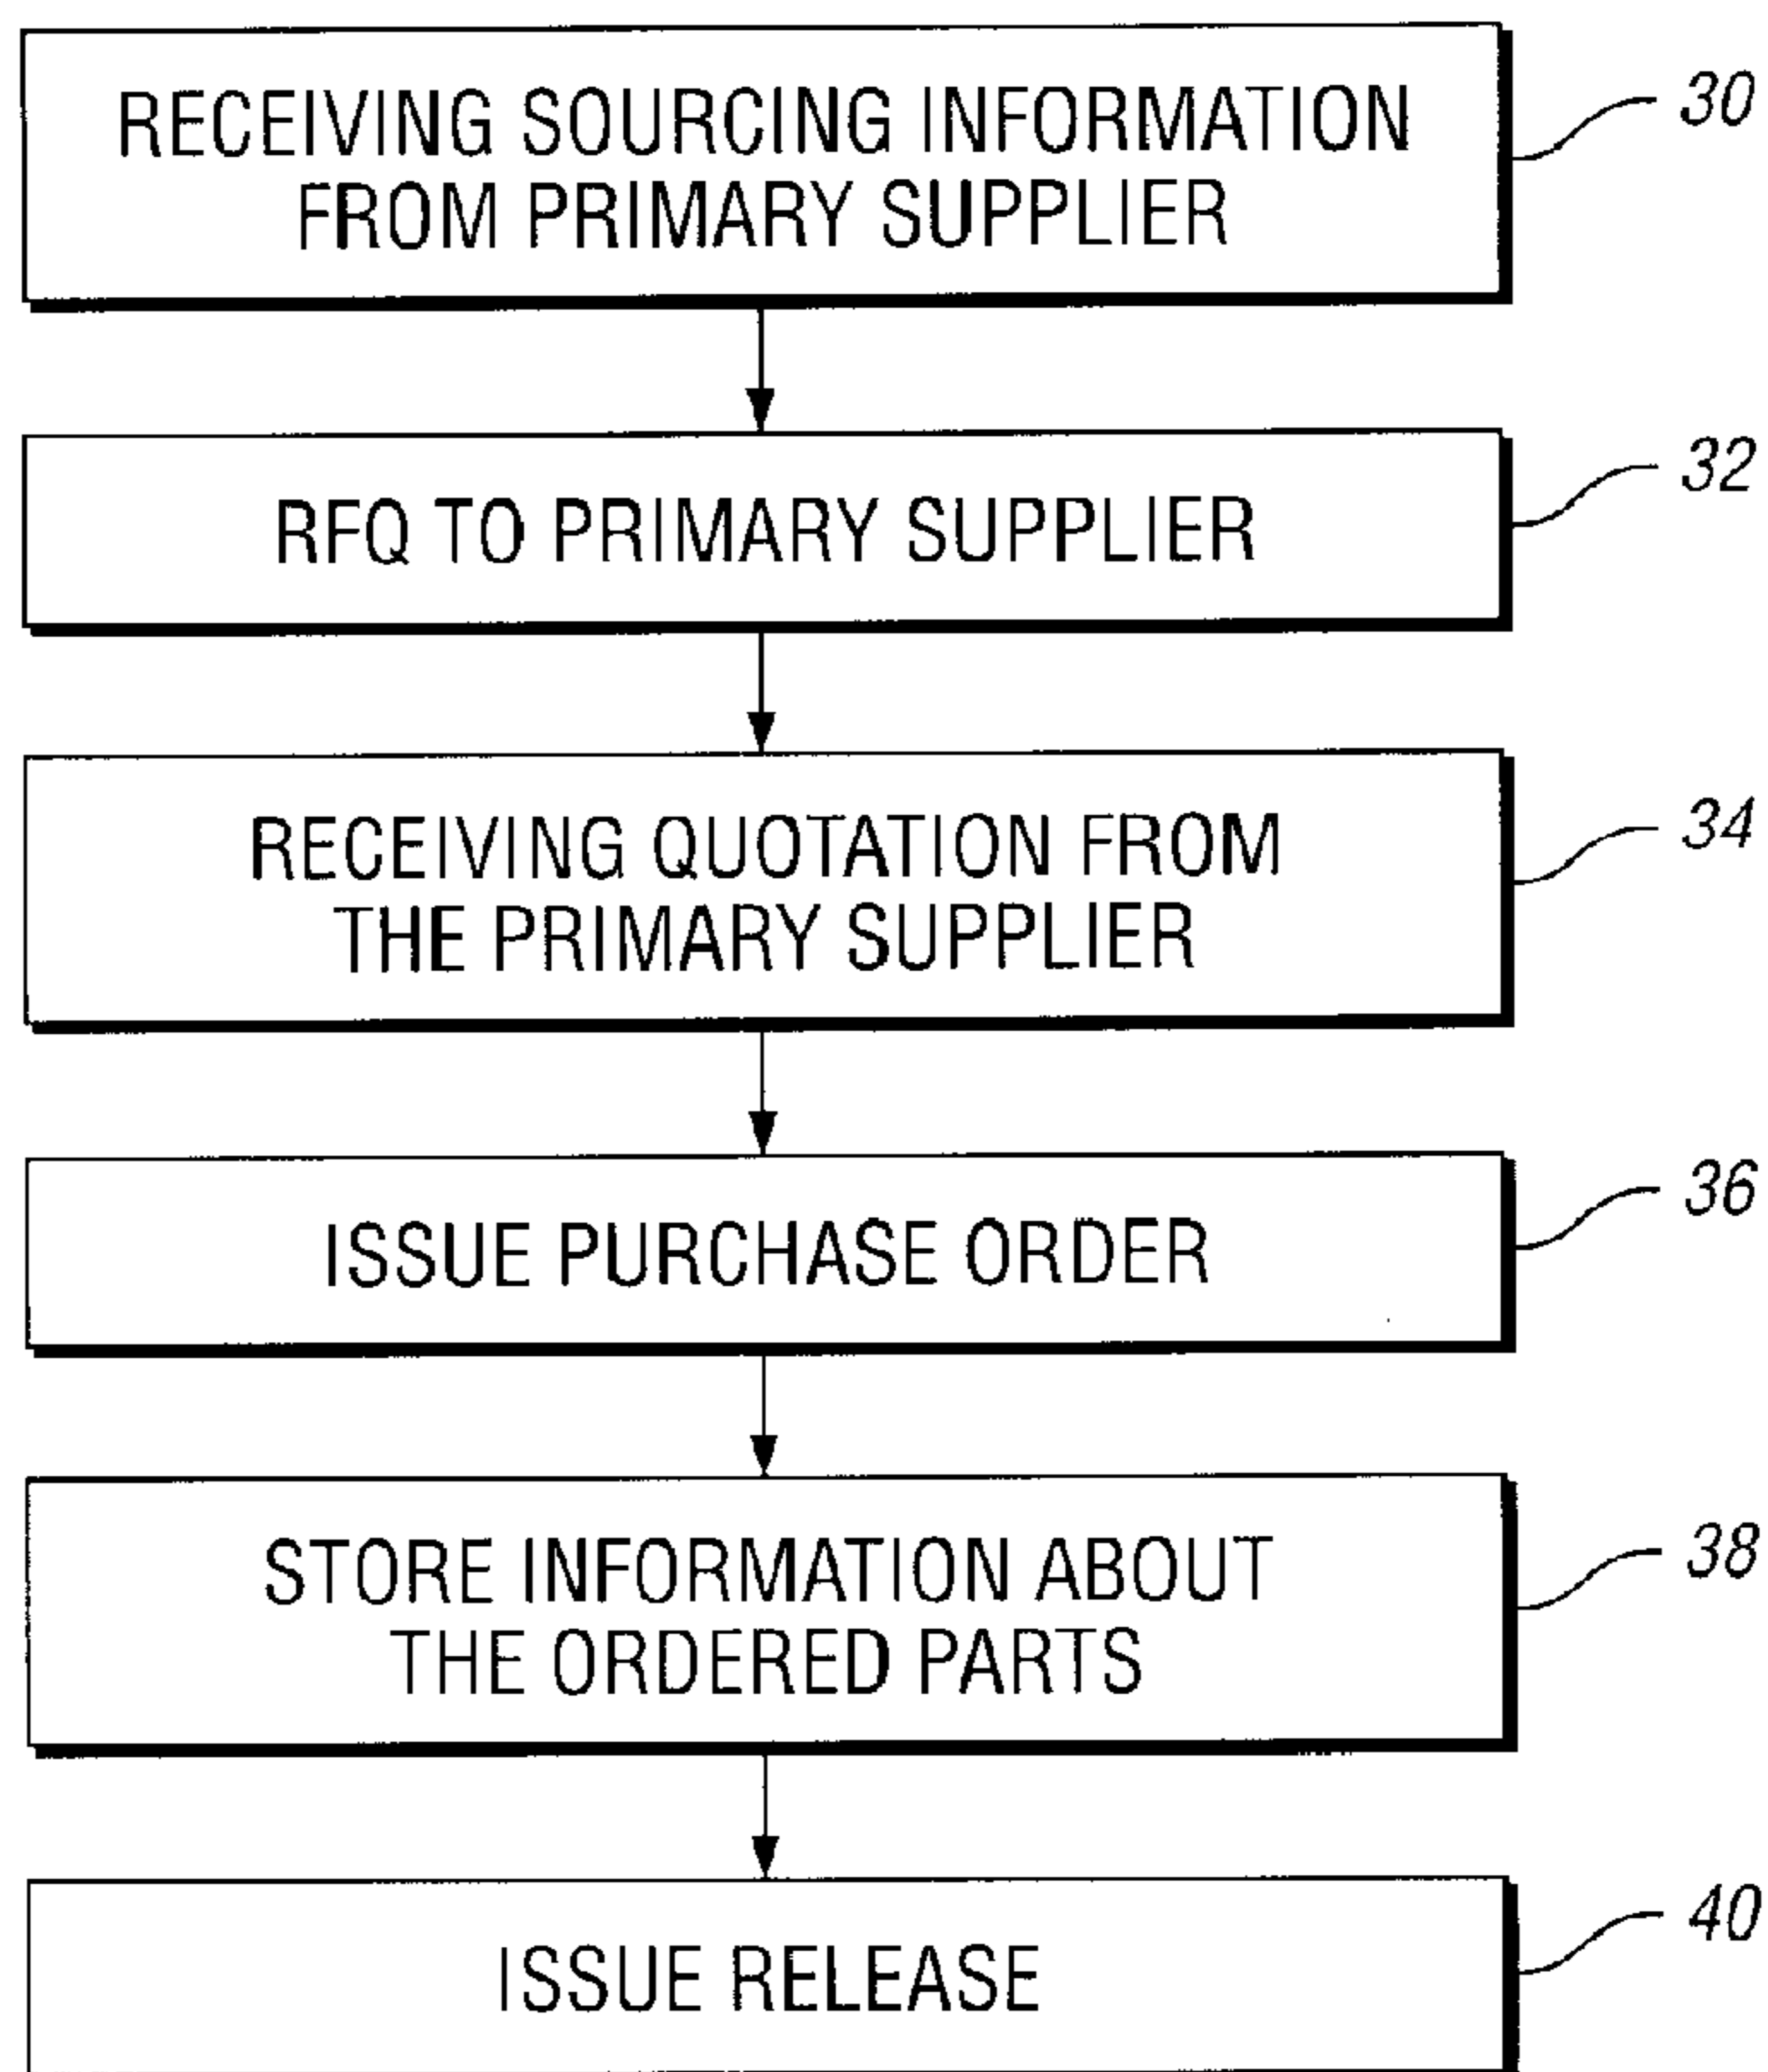 RECEIVING SOURCING INFORMATION
FROM PRIMARY SUPPLIER
30
RFQ TO PRIMARY SUPPLIER
32
RECEIVING QUOTATION FROM
THE PRIMARY SUPPLIER
34
ISSUE PURCHASE ORDER
36
STORE INFORMATION ABOUT
THE ORDERED PARTS
38
ISSUE RELEASE
40